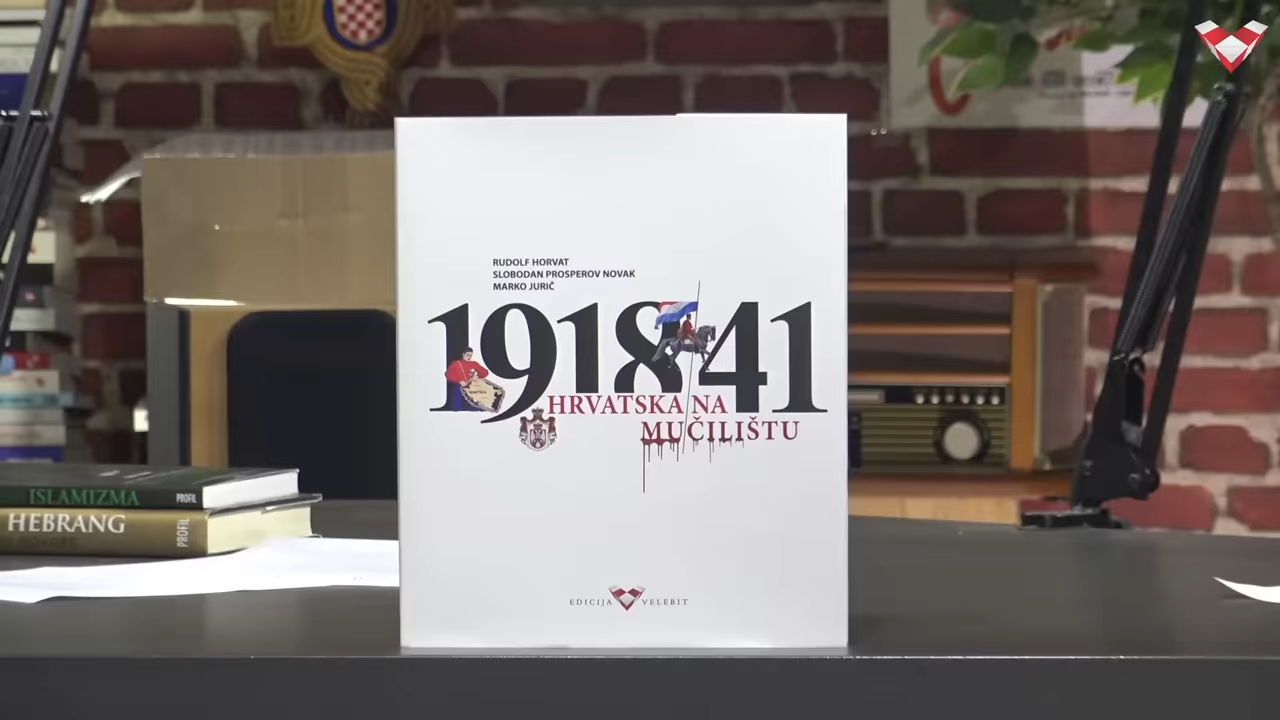 RUDOLF HORVAT
SLOBODAN PROSPEROV NOVAK
MARKO JURIČ
1918 41
HRVATSKA NA
MUČILIŠTU
EDICIJA VELEBIT
ISLAMIZMA
PROFIL
HEBRANG
PROFIL